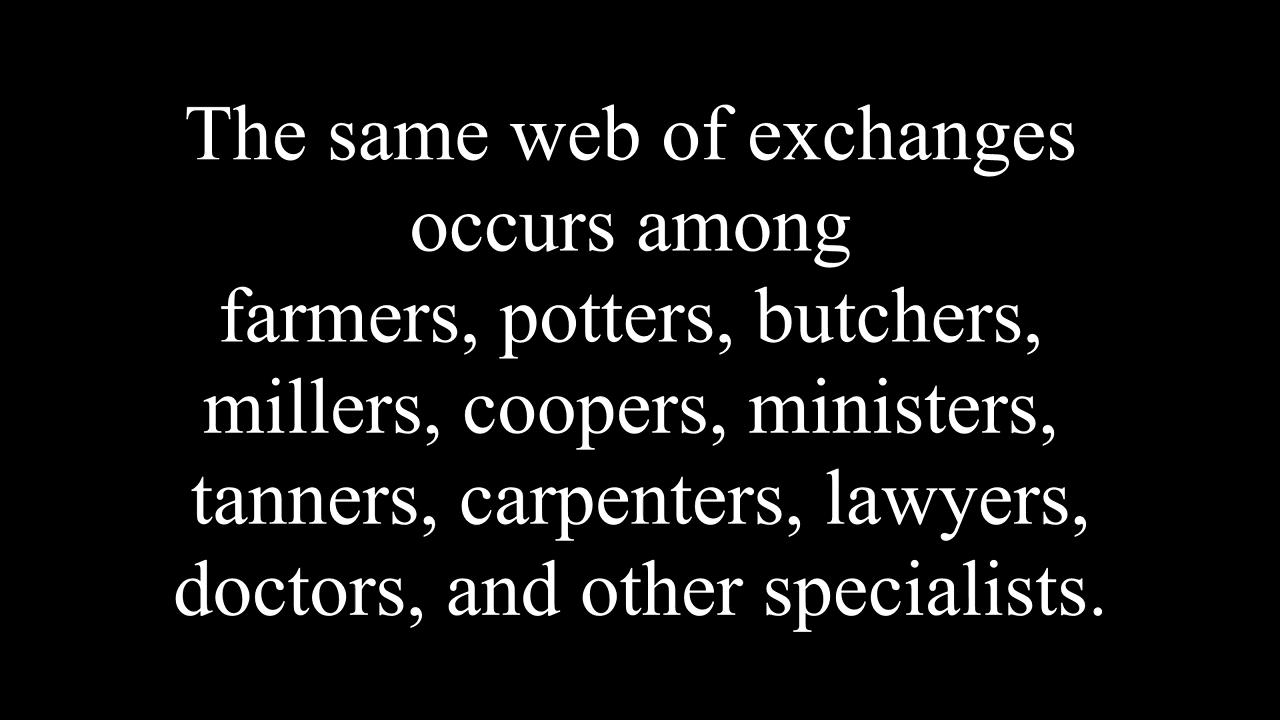 The same web of exchanges
occurs among
farmers, potters, butchers,
millers, coopers, ministers,
tanners, carpenters, lawyers,
doctors, and other specialists.